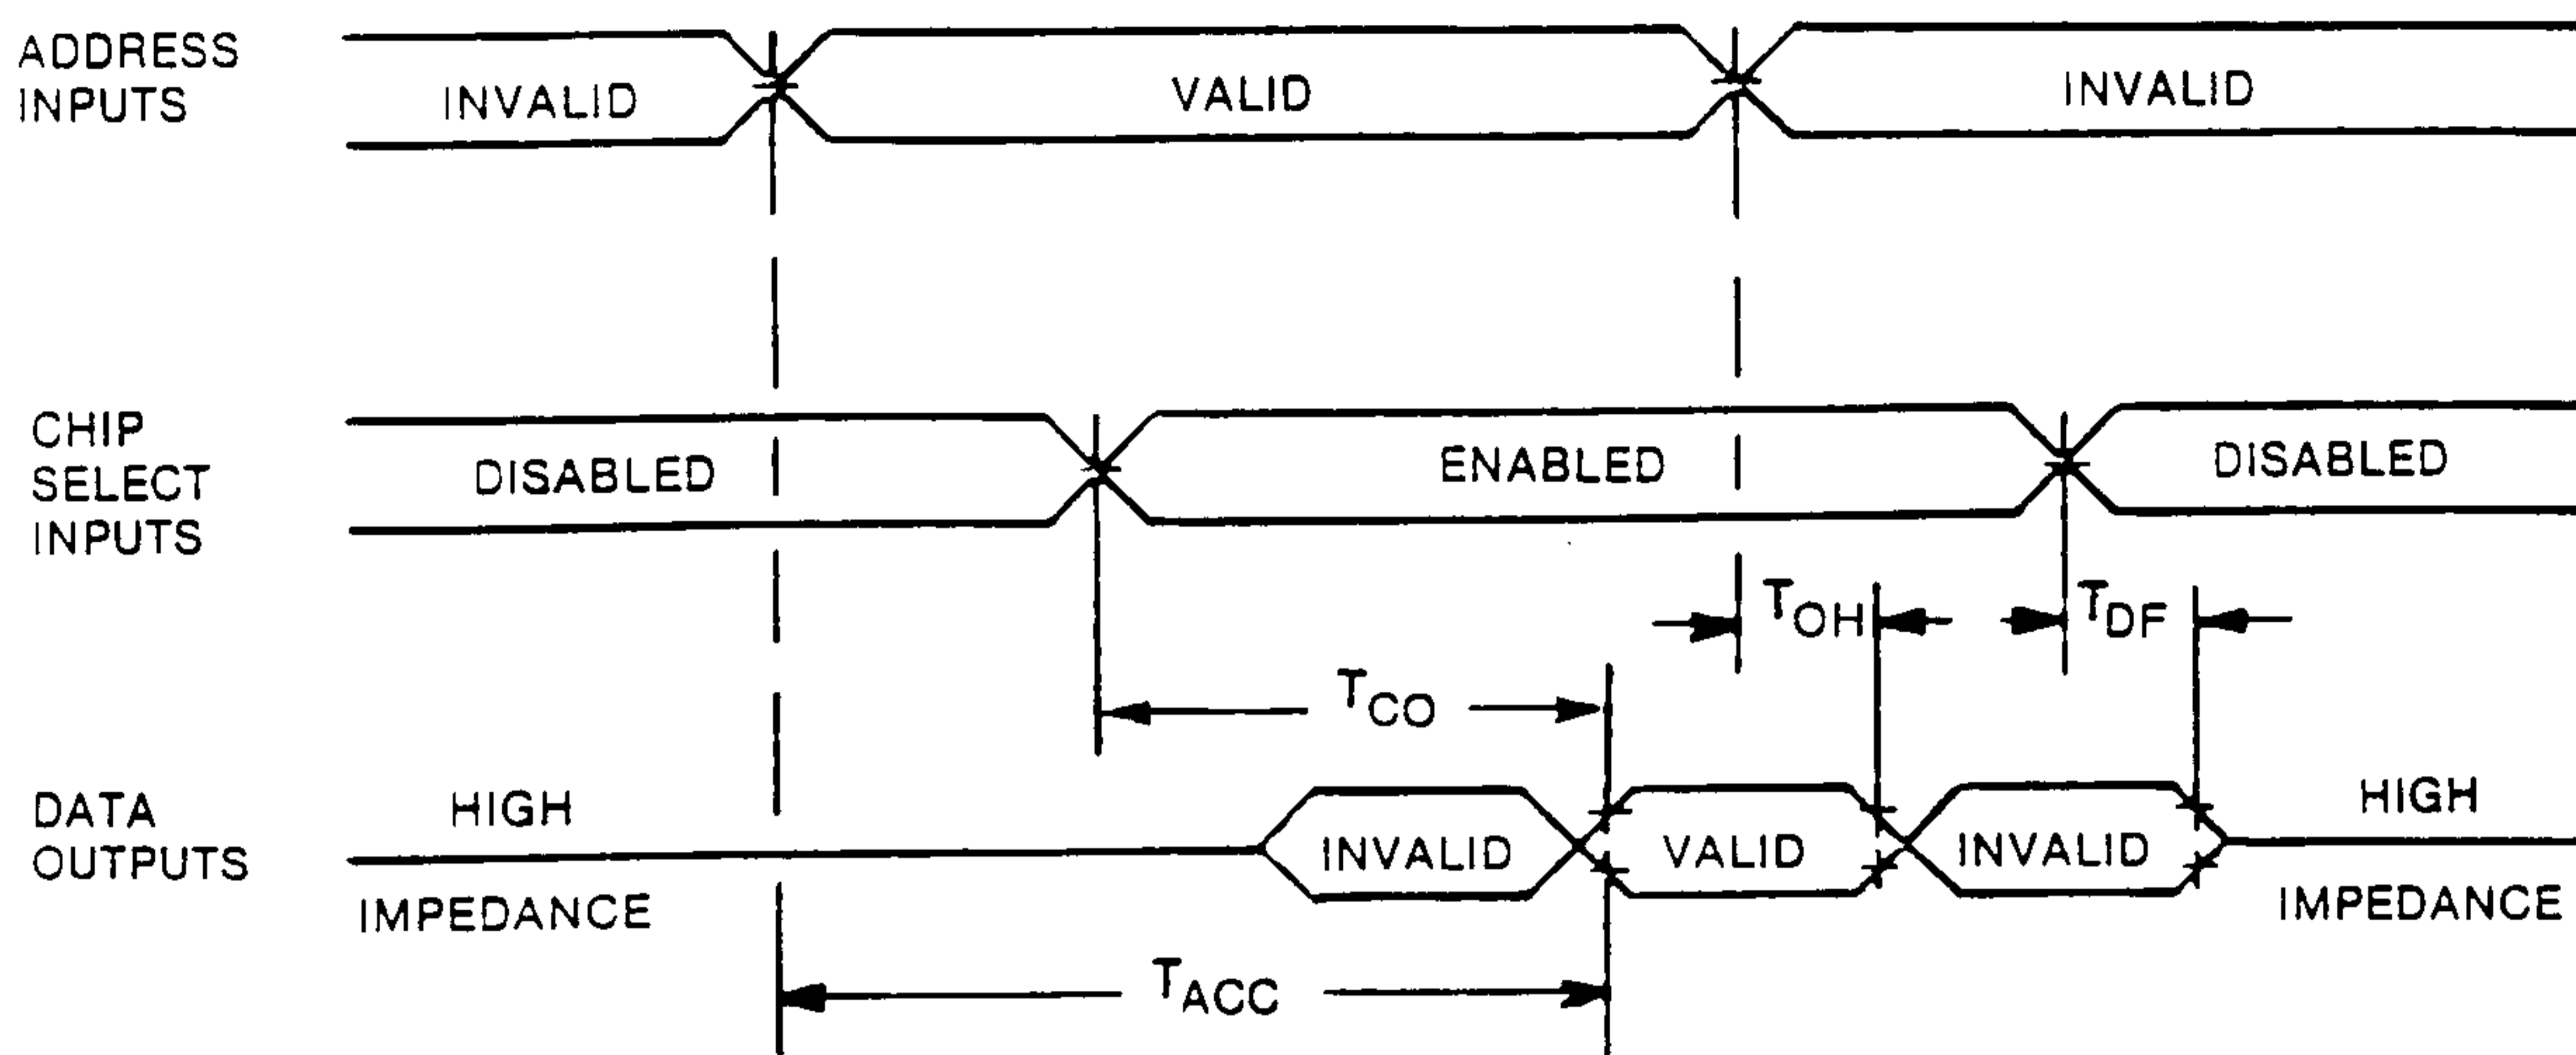 ADDRESS
INPUTS
INVALID
VALID
INVALID
CHIP
SELECT
INPUTS
DISABLED
ENABLED
DISABLED
TOH
TDF
TCO
DATA
OUTPUTS
HIGH
IMPEDANCE
INVALID
VALID
INVALID
HIGH
IMPEDANCE
TACC